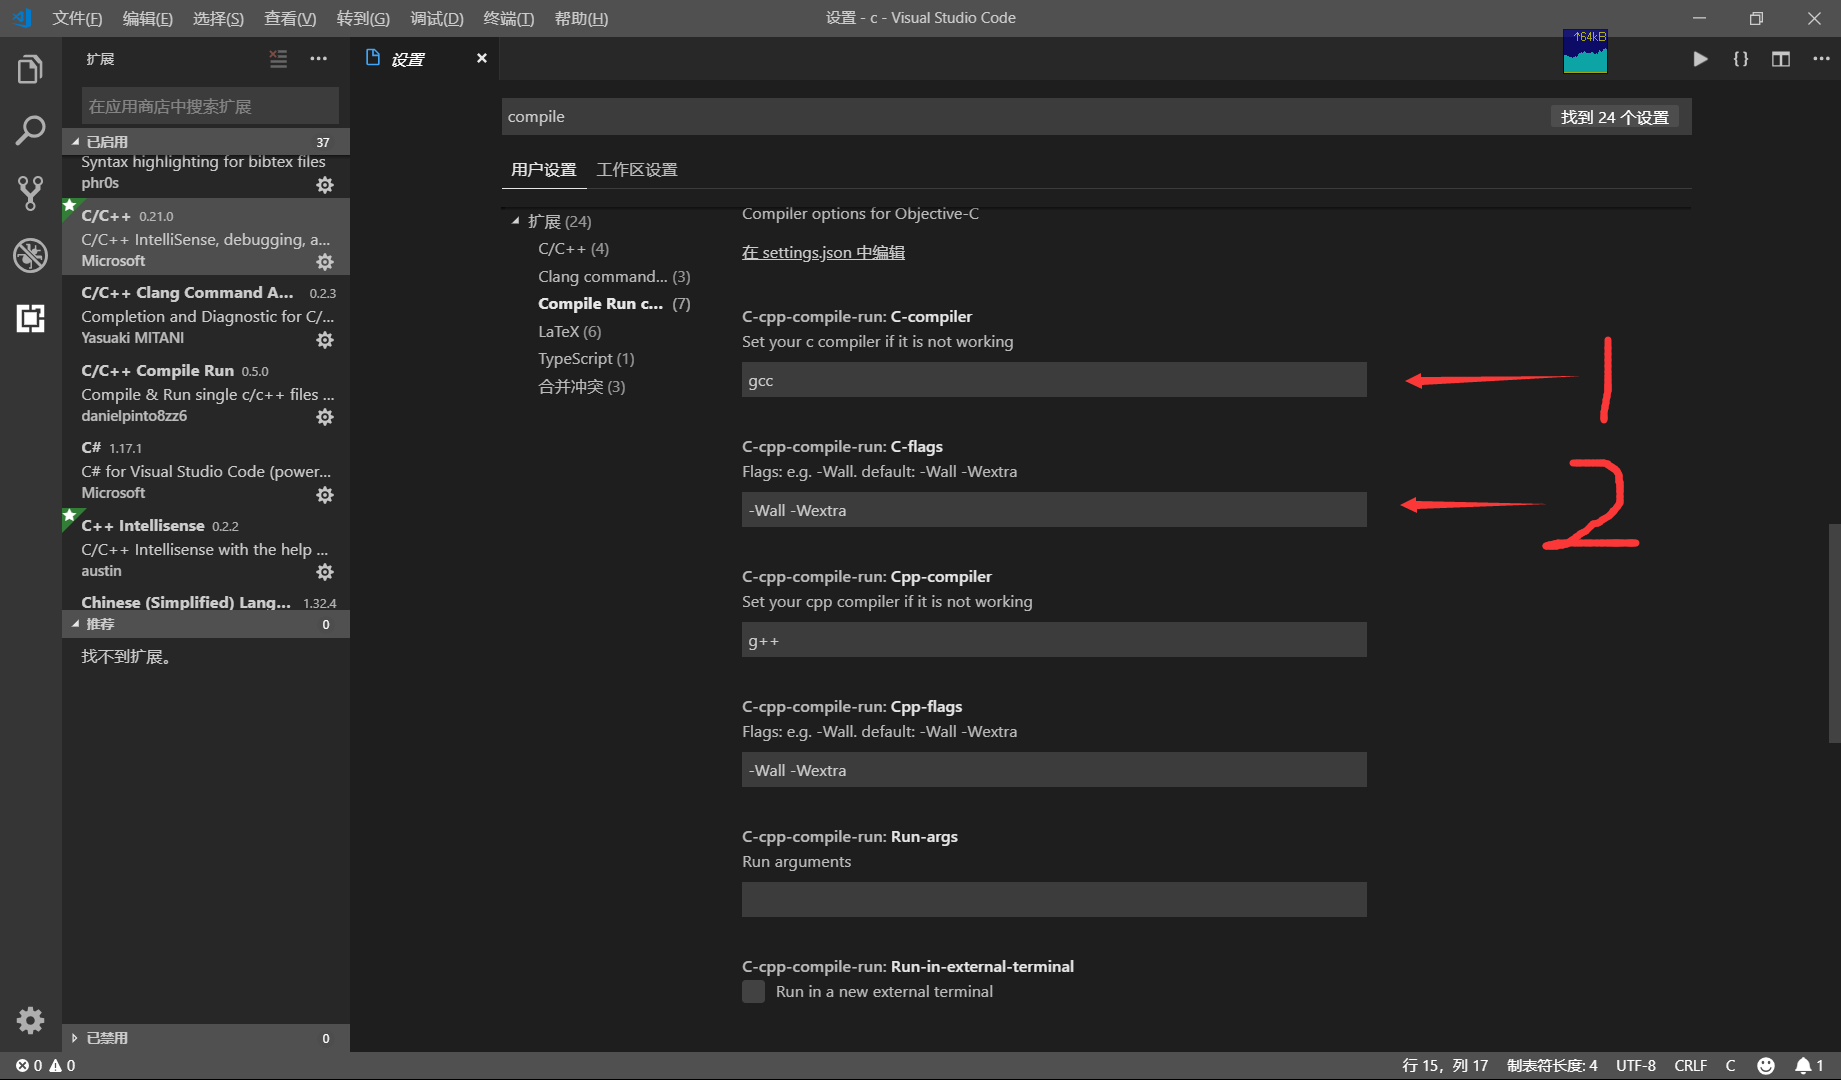 文件(F) 编辑(E) 选择(S) 查看(V) 转到(G) 调试(D) 终端(T) 帮助(H)
设置 - c - Visual Studio Code
扩展
在应用商店中搜索扩展
已启用 37
Syntax highlighting for bibtex files
phr0s
C/C++ 0.21.0
C/C++ IntelliSense, debugging, a...
Microsoft
C/C++ Clang Command A... 0.2.3
Completion and Diagnostic for C/...
Yasuaki MITANI
C/C++ Compile Run 0.5.0
Compile & Run single c/c++ files ...
danielpinto8zz6
C# 1.17.1
C# for Visual Studio Code (power...
Microsoft
C++ Intellisense 0.2.2
C/C++ Intellisense with the help ...
austin
Chinese (Simplified) Lang... 1.32.4
推荐 0
找不到扩展。
已禁用 0
设置
↑64kB
compile
找到 24 个设置
用户设置 工作区设置
扩展 (24)
C/C++ (4)
Clang command... (3)
Compile Run c... (7)
LaTeX (6)
TypeScript (1)
合并冲突 (3)
Compiler options for Objective-C
在 settings.json 中编辑
C-cpp-compile-run: C-compiler
Set your c compiler if it is not working
gcc
1
C-cpp-compile-run: C-flags
Flags: e.g. -Wall. default: -Wall -Wextra
-Wall -Wextra
2
C-cpp-compile-run: Cpp-compiler
Set your cpp compiler if it is not working
g++
C-cpp-compile-run: Cpp-flags
Flags: e.g. -Wall. default: -Wall -Wextra
-Wall -Wextra
C-cpp-compile-run: Run-args
Run arguments
C-cpp-compile-run: Run-in-external-terminal
Run in a new external terminal
0 0
行 15，列 17 制表符长度: 4 UTF-8 CRLF C 1